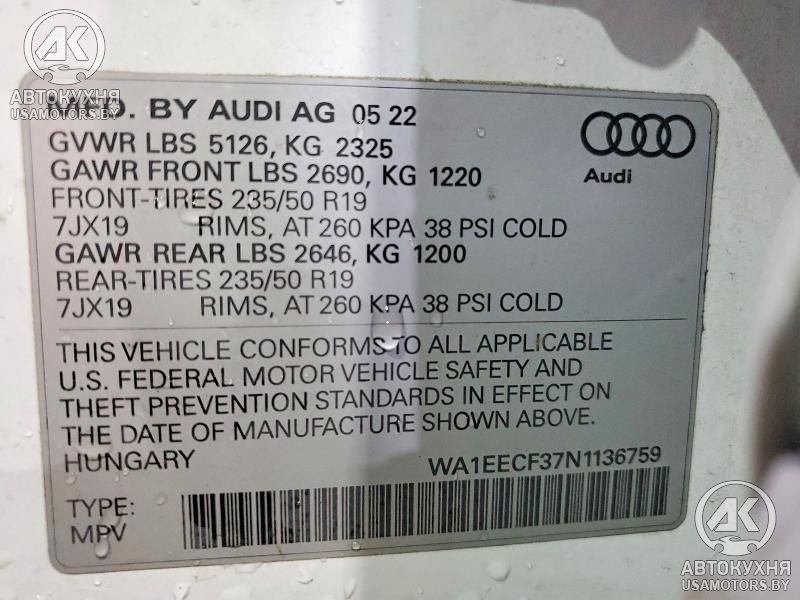 AK
АВТОКУХНЯ
USAMOTORS.BY
MFD. BY AUDI AG 05 22
GVWR LBS 5126, KG 2325
GAWR FRONT LBS 2690, KG 1220
FRONT-TIRES 235/50 R19
7JX19 RIMS, AT 260 KPA 38 PSI COLD
GAWR REAR LBS 2646, KG 1200
REAR-TIRES 235/50 R19
7JX19 RIMS, AT 260 KPA 38 PSI COLD
Audi
THIS VEHICLE CONFORMS TO ALL APPLICABLE
U.S. FEDERAL MOTOR VEHICLE SAFETY AND
THEFT PREVENTION STANDARDS IN EFFECT ON
THE DATE OF MANUFACTURE SHOWN ABOVE.
HUNGARY WA1EECF37N1136759
TYPE:
MPV
AK
АВТОКУХНЯ
USAMOTORS.BY